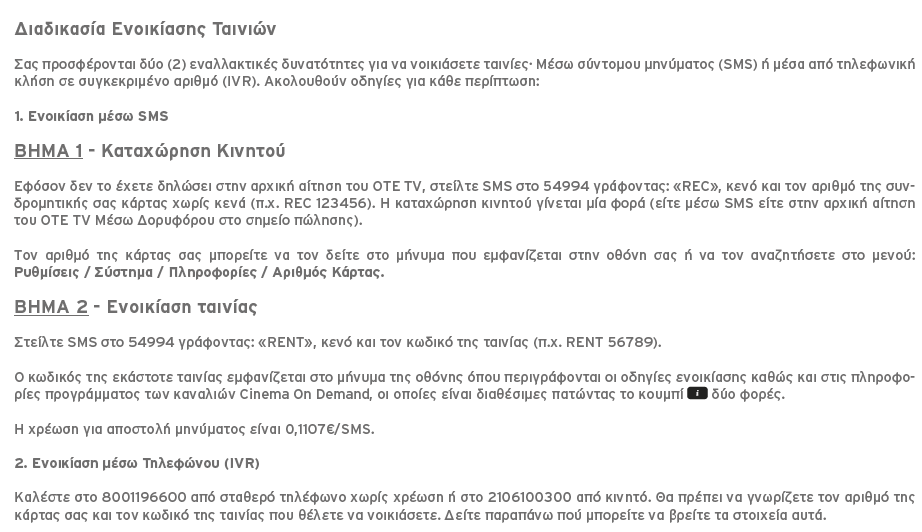 Διαδικασία Ενοικίασης Ταινιών
Σας προσφέρονται δύο (2) εναλλακτικές δυνατότητες για να νοικιάσετε ταινίες· Μέσω σύντομου μηνύματος (SMS) ή μέσα από τηλεφωνική
κλήση σε συγκεκριμένο αριθμό (IVR). Ακολουθούν οδηγίες για κάθε περίπτωση:
1. Ενοικίαση μέσω SMS
ΒΗΜΑ 1 - Καταχώρηση Κινητού
Εφόσον δεν το έχετε δηλώσει στην αρχική αίτηση του OTE TV, στείλτε SMS στο 54994 γράφοντας: «REC», κενό και τον αριθμό της συν-
δρομητικής σας κάρτας χωρίς κενά (π.χ. REC 123456). Η καταχώρηση κινητού γίνεται μία φορά (είτε μέσω SMS είτε στην αρχική αίτηση
του OTE TV Μέσω Δορυφόρου στο σημείο πώλησης).
Τον αριθμό της κάρτας σας μπορείτε να τον δείτε στο μήνυμα που εμφανίζεται στην οθόνη σας ή να τον αναζητήσετε στο μενού:
Ρυθμίσεις / Σύστημα / Πληροφορίες / Αριθμός Κάρτας.
ΒΗΜΑ 2 - Ενοικίαση ταινίας
Στείλτε SMS στο 54994 γράφοντας: «RENT», κενό και τον κωδικό της ταινίας (π.χ. RENT 56789).
Ο κωδικός της εκάστοτε ταινίας εμφανίζεται στο μήνυμα της οθόνης όπου περιγράφονται οι οδηγίες ενοικίασης καθώς και στις πληροφο-
ρίες προγράμματος των καναλιών Cinema On Demand, οι οποίες είναι διαθέσιμες πατώντας το κουμπί i δύο φορές.
Η χρέωση για αποστολή μηνύματος είναι 0,1107€/SMS.
2. Ενοικίαση μέσω Τηλεφώνου (IVR)
Καλέστε στο 8001196600 από σταθερό τηλέφωνο χωρίς χρέωση ή στο 2106100300 από κινητό. Θα πρέπει να γνωρίζετε τον αριθμό της
κάρτας σας και τον κωδικό της ταινίας που θέλετε να νοικιάσετε. Δείτε παραπάνω πού μπορείτε να βρείτε τα στοιχεία αυτά.